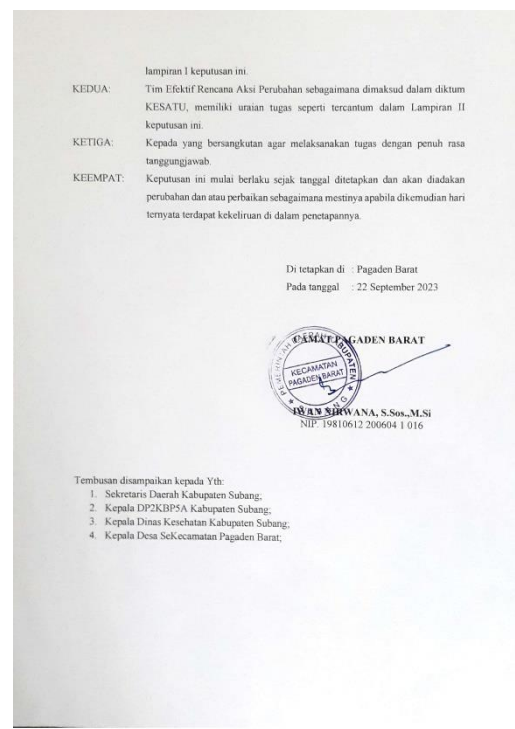 lampiran I keputusan ini.
KEDUA: Tim Efektif Rencana Aksi Perubahan sebagaimana dimaksud dalam diktum
KESATU, memiliki uraian tugas seperti tercantum dalam Lampiran II
keputusan ini.
KETIGA: Kepada yang bersangkutan agar melaksanakan tugas dengan penuh rasa
tanggungjawab.
KEEMPAT: Keputusan ini mulai berlaku sejak tanggal ditetapkan dan akan diadakan
perubahan dan atau perbaikan sebagaimana mestinya apabila dikemudian hari
ternyata terdapat kekeliruan di dalam penetapannya.
Di tetapkan di : Pagaden Barat
Pada tanggal : 22 September 2023
CAMAT PAGADEN BARAT
PEMERINTAH DAERAH KABUPATEN
KECAMATAN
PAGADEN BARAT
SUBANG
IWAN NIRWANA, S.Sos.,M.Si
NIP. 19810612 200604 1 016
Tembusan disampaikan kepada Yth:
1. Sekretaris Daerah Kabupaten Subang;
2. Kepala DP2KBP5A Kabupaten Subang;
3. Kepala Dinas Kesehatan Kabupaten Subang;
4. Kepala Desa SeKecamatan Pagaden Barat;